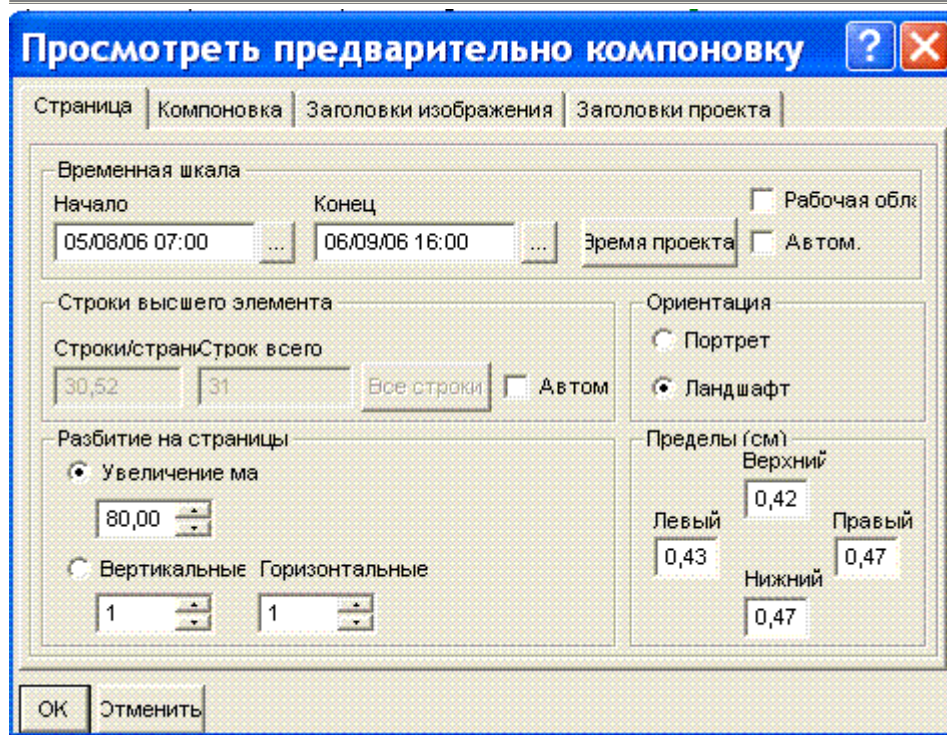 Просмотреть предварительно компоновку
Страница Компоновка Заголовки изображения Заголовки проекта
Временная шкала
Начало Конец Рабочая обла
05/08/06 07:00 ... 06/09/06 16:00 ... Время проекта Автом.
Строки высшего элемента Ориентация
Строки/страни Строк всего Портрет
30,52 31 Все строки Автом Ландшафт
Разбитие на страницы Пределы (см)
Увеличение ма Верхний
80,00 0,42
Левый Правый
0,43 0,47
Вертикальные Горизонтальные Нижний
1 1 0,47
OK Отменить